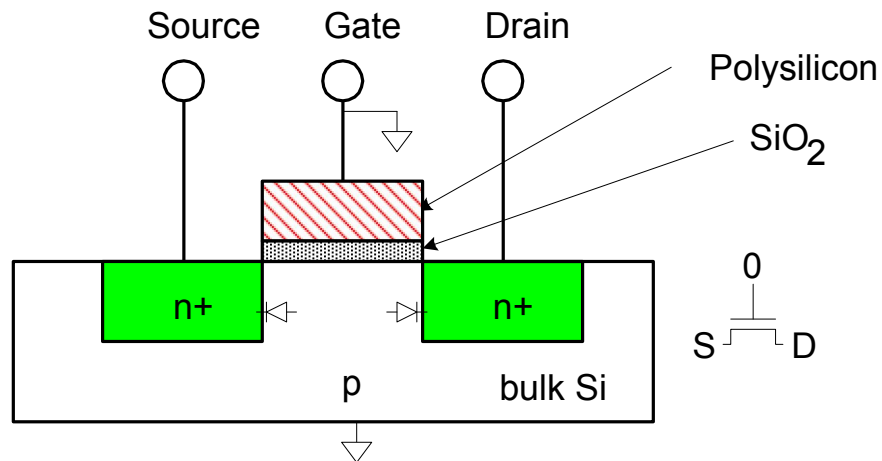 Source Gate Drain
Polysilicon
SiO2
n+ n+
0
S D
p bulk Si